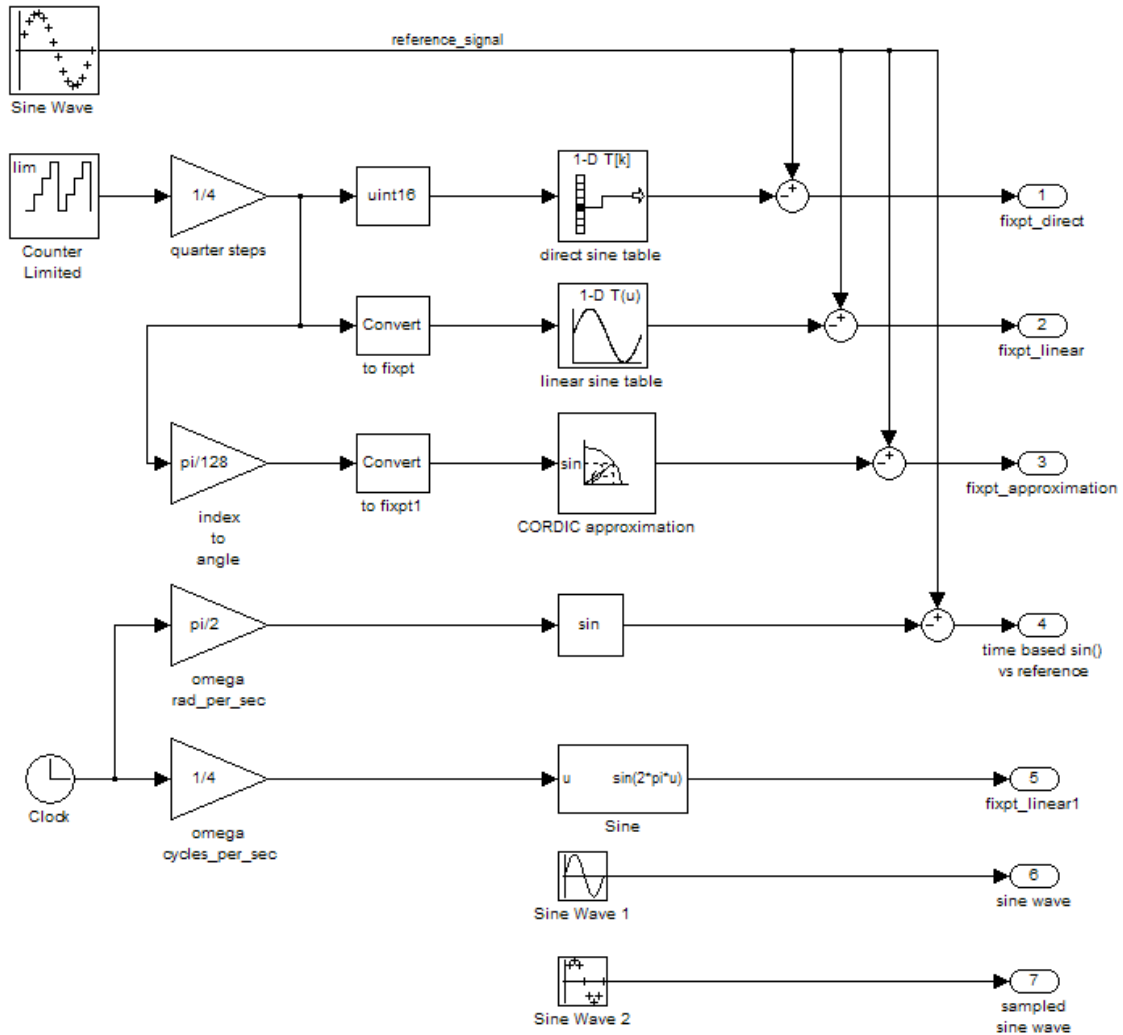 reference_signal
Sine Wave
lim
Counter
Limited
1/4
quarter steps
uint16
1-D T[k]
direct sine table
1
fixpt_direct
Convert
to fixpt
1-D T(u)
linear sine table
2
fixpt_linear
pi/128
index
to
angle
Convert
to fixpt1
sin
CORDIC approximation
3
fixpt_approximation
pi/2
omega
rad_per_sec
sin
4
time based sin()
vs reference
Clock
1/4
omega
cycles_per_sec
u sin(2*pi*u)
Sine
5
fixpt_linear1
Sine Wave 1
6
sine wave
Sine Wave 2
7
sampled
sine wave